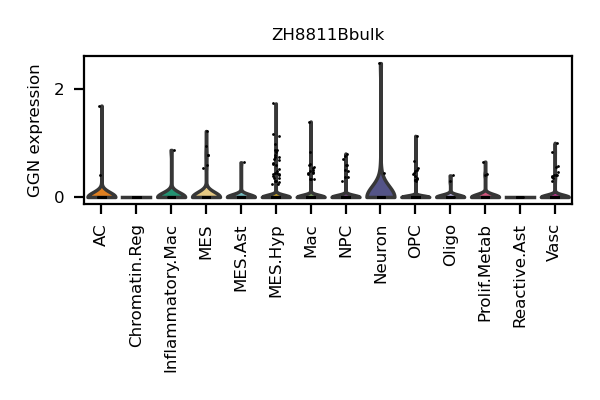 ZH8811Bbulk
GGN expression
2
0
AC
Chromatin.Reg
Inflammatory.Mac
MES
MES.Ast
MES.Hyp
Mac
NPC
Neuron
OPC
Oligo
Prolif.Metab
Reactive.Ast
Vasc